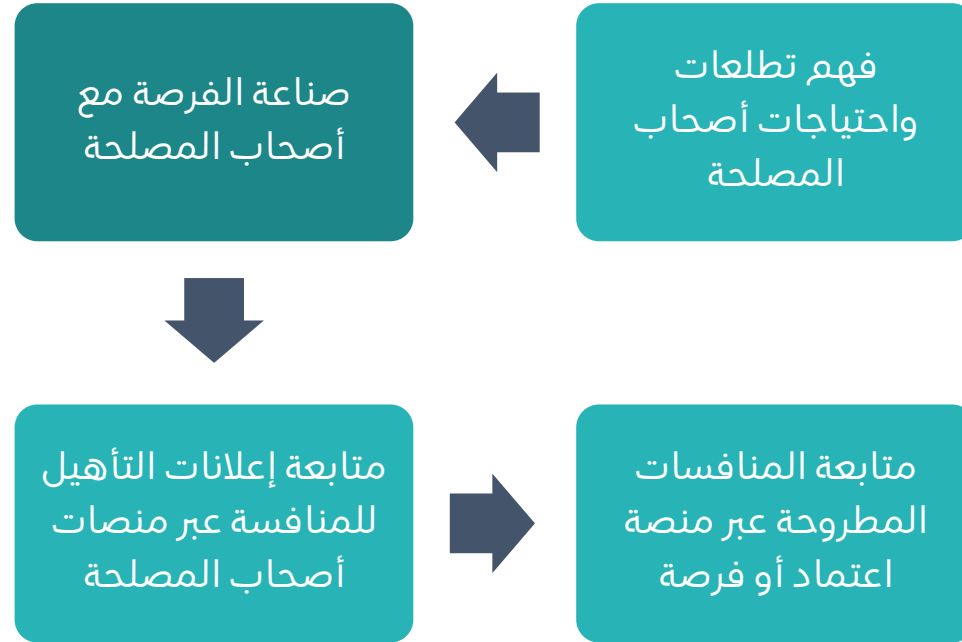 فهم تطلعات
واحتياجات أصحاب
المصلحة
صناعة الفرصة مع
أصحاب المصلحة
متابعة إعلانات التأهيل
للمنافسة عبر منصات
أصحاب المصلحة
متابعة المنافسات
المطروحة عبر منصة
اعتماد أو فرصة